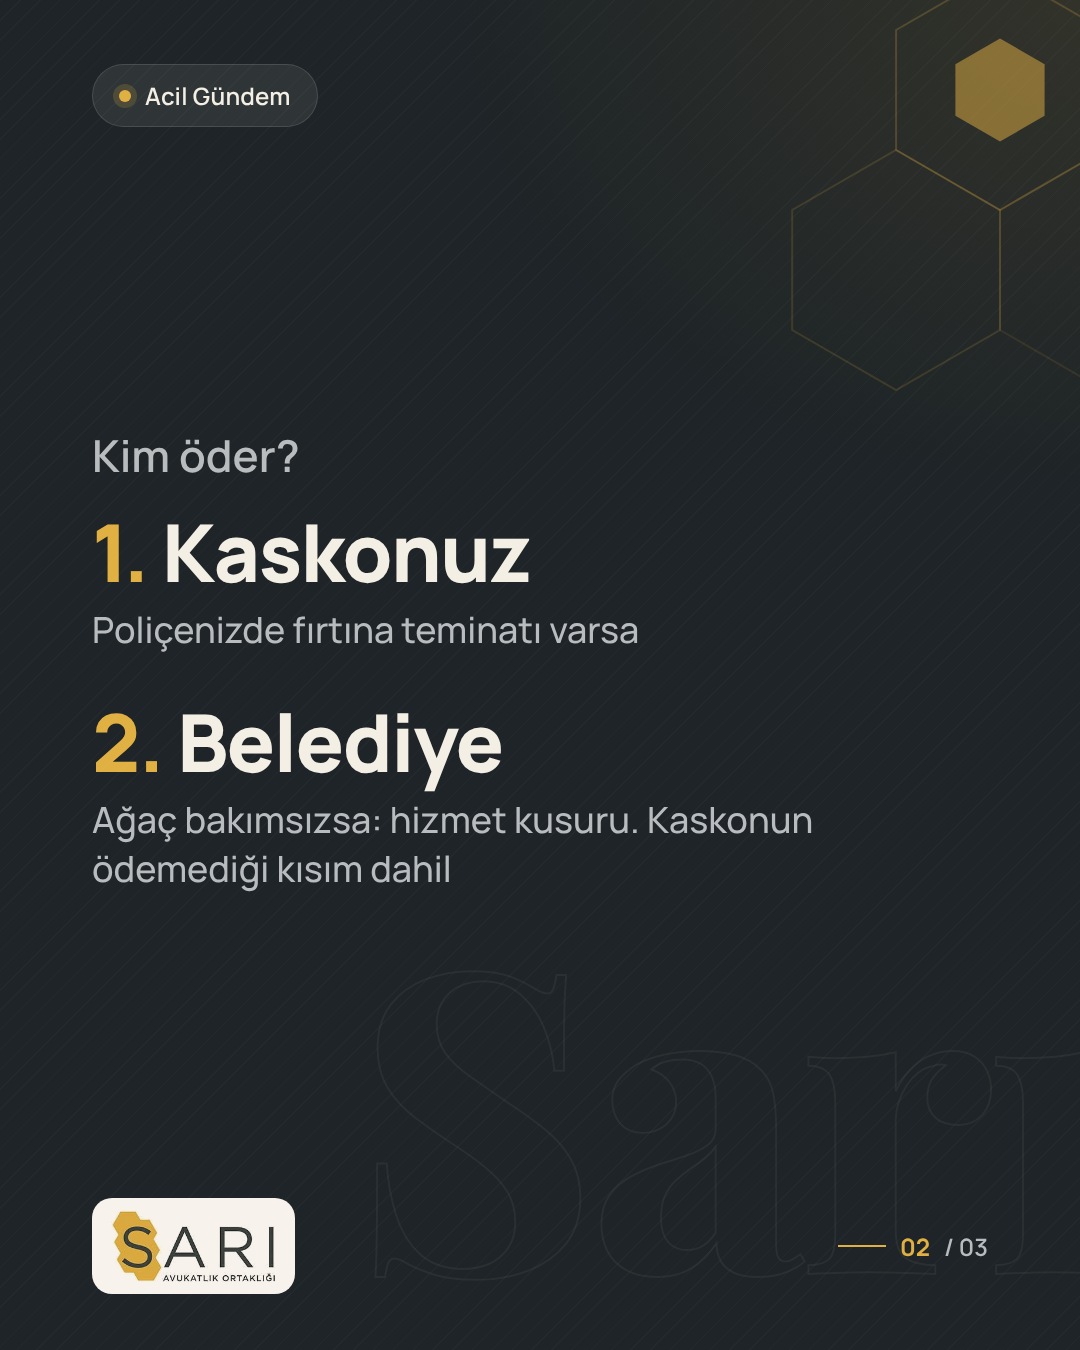 Acil Gündem
Kim öder?
1. Kaskonuz
Poliçenizde fırtına teminatı varsa
2. Belediye
Ağaç bakımsızsa: hizmet kusuru. Kaskonun
ödemediği kısım dahil
Sarı
SARI
AVUKATLIK ORTAKLIĞI
02 / 03